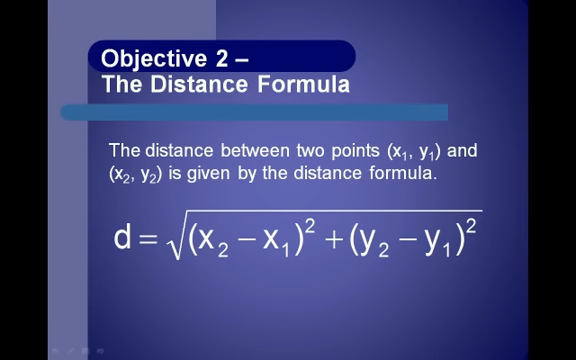 Objective 2 –
The Distance Formula
The distance between two points (x₁, y₁) and
(x₂, y₂) is given by the distance formula.
d = √(x₂ − x₁)² + (y₂ − y₁)²